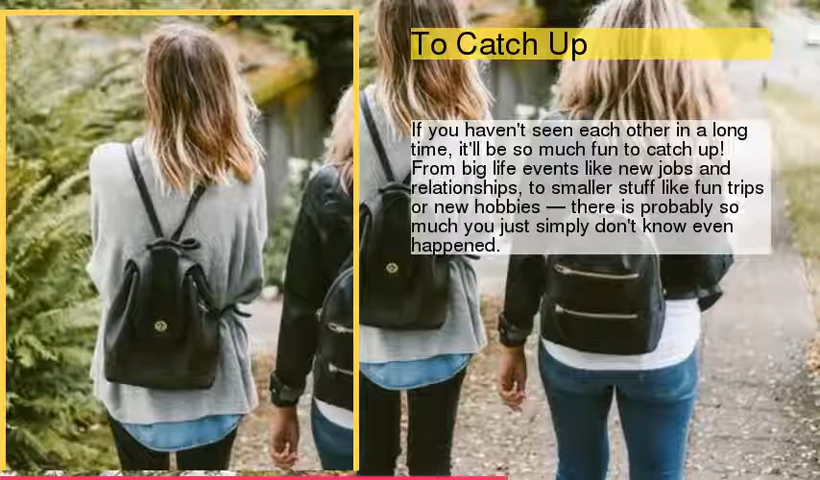 To Catch Up
If you haven't seen each other in a long
time, it'll be so much fun to catch up!
From big life events like new jobs and
relationships, to smaller stuff like fun trips
or new hobbies — there is probably so
much you just simply don't know even
happened.